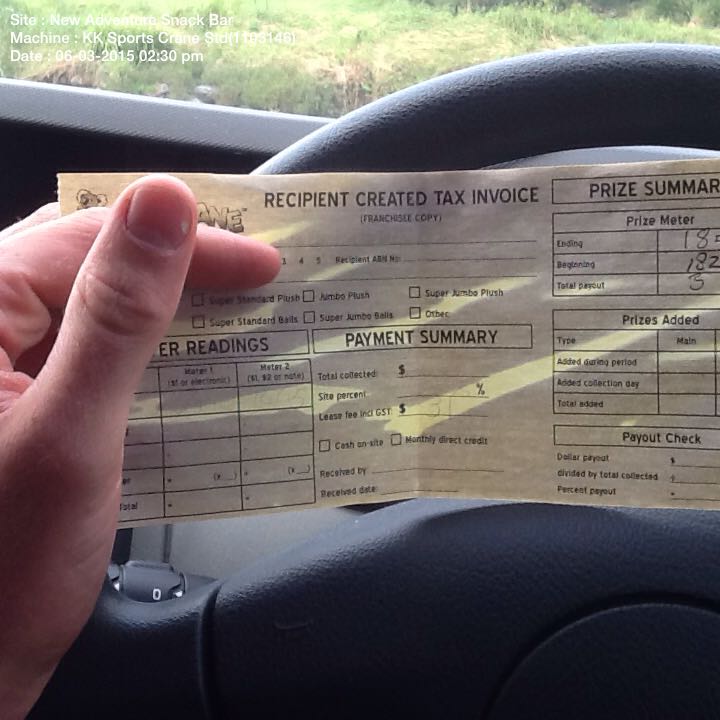 Site : New Adventure Snack Bar
Machine : KK Sports Crane Std(1103146)
Date : 06-03-2015 02:30 pm
RECIPIENT CREATED TAX INVOICE
(FRANCHISEE COPY)
3 4 5 Recipient ABN No:
Super Standard Plush Jumbo Plush Super Jumbo Plush
Super Standard Balls Super Jumbo Balls Other
ER READINGS
Meter 1 Meter 2
($1 or electronic) ($1, $2 or note)
(x__) (x__)
PAYMENT SUMMARY
Total collected: $
Site percent %
Lease fee incl GST: $
Cash on-site Monthly direct credit
Received by
Received date:
PRIZE SUMMAR
Prize Meter
Ending
Beginning
Total payout 3
Prizes Added
Type Main
Added during period
Added collection day
Total added
Payout Check
Dollar payout $
divided by total collected
Percent payout